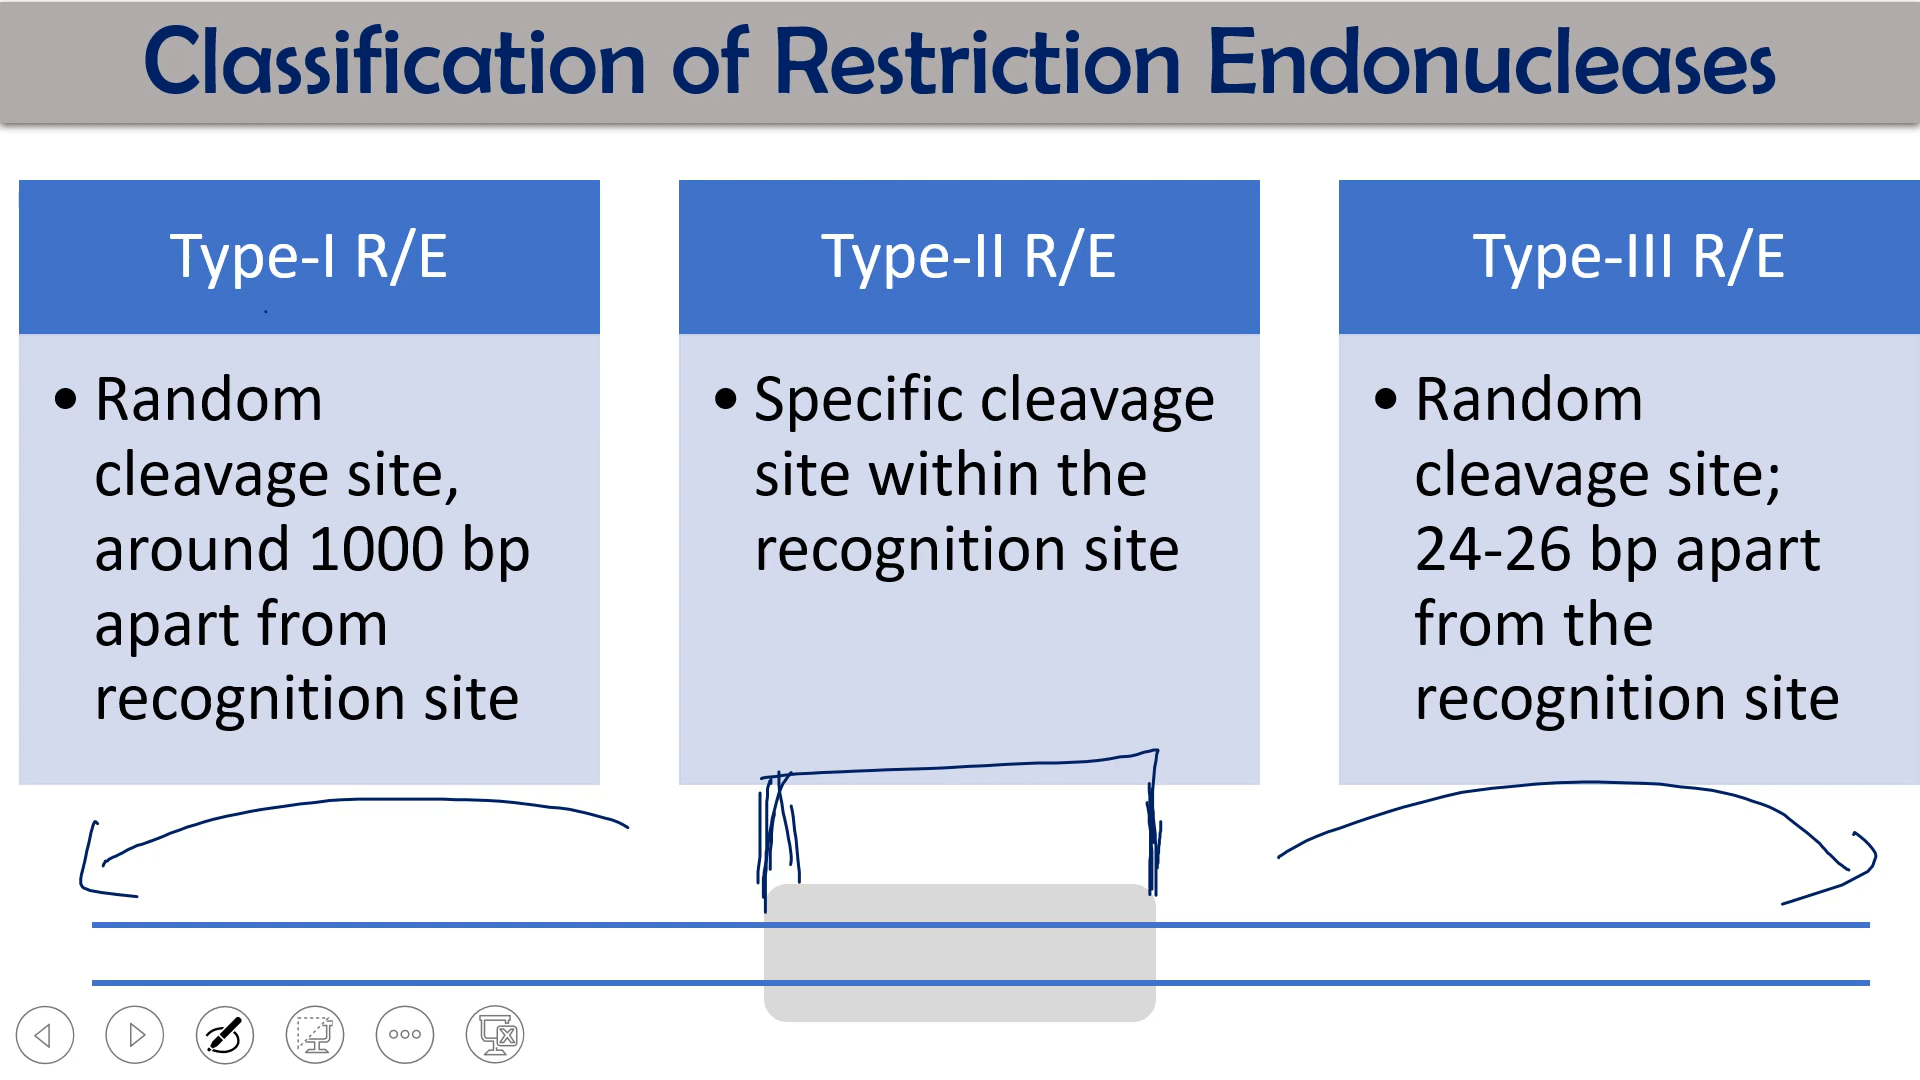 Classification of Restriction Endonucleases
Type-I R/E
• Random
cleavage site,
around 1000 bp
apart from
recognition site
Type-II R/E
• Specific cleavage
site within the
recognition site
Type-III R/E
• Random
cleavage site;
24-26 bp apart
from the
recognition site